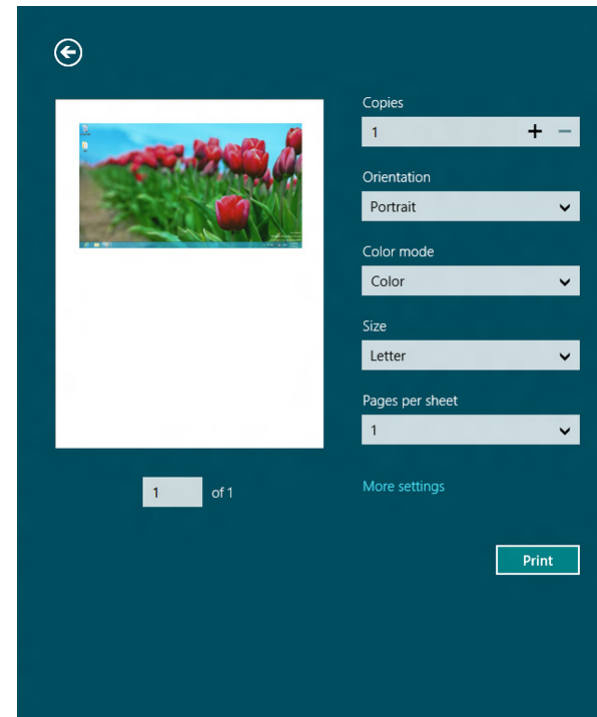 Copies
1
Orientation
Portrait
Color mode
Color
Size
Letter
Pages per sheet
1
1 of 1
More settings
Print